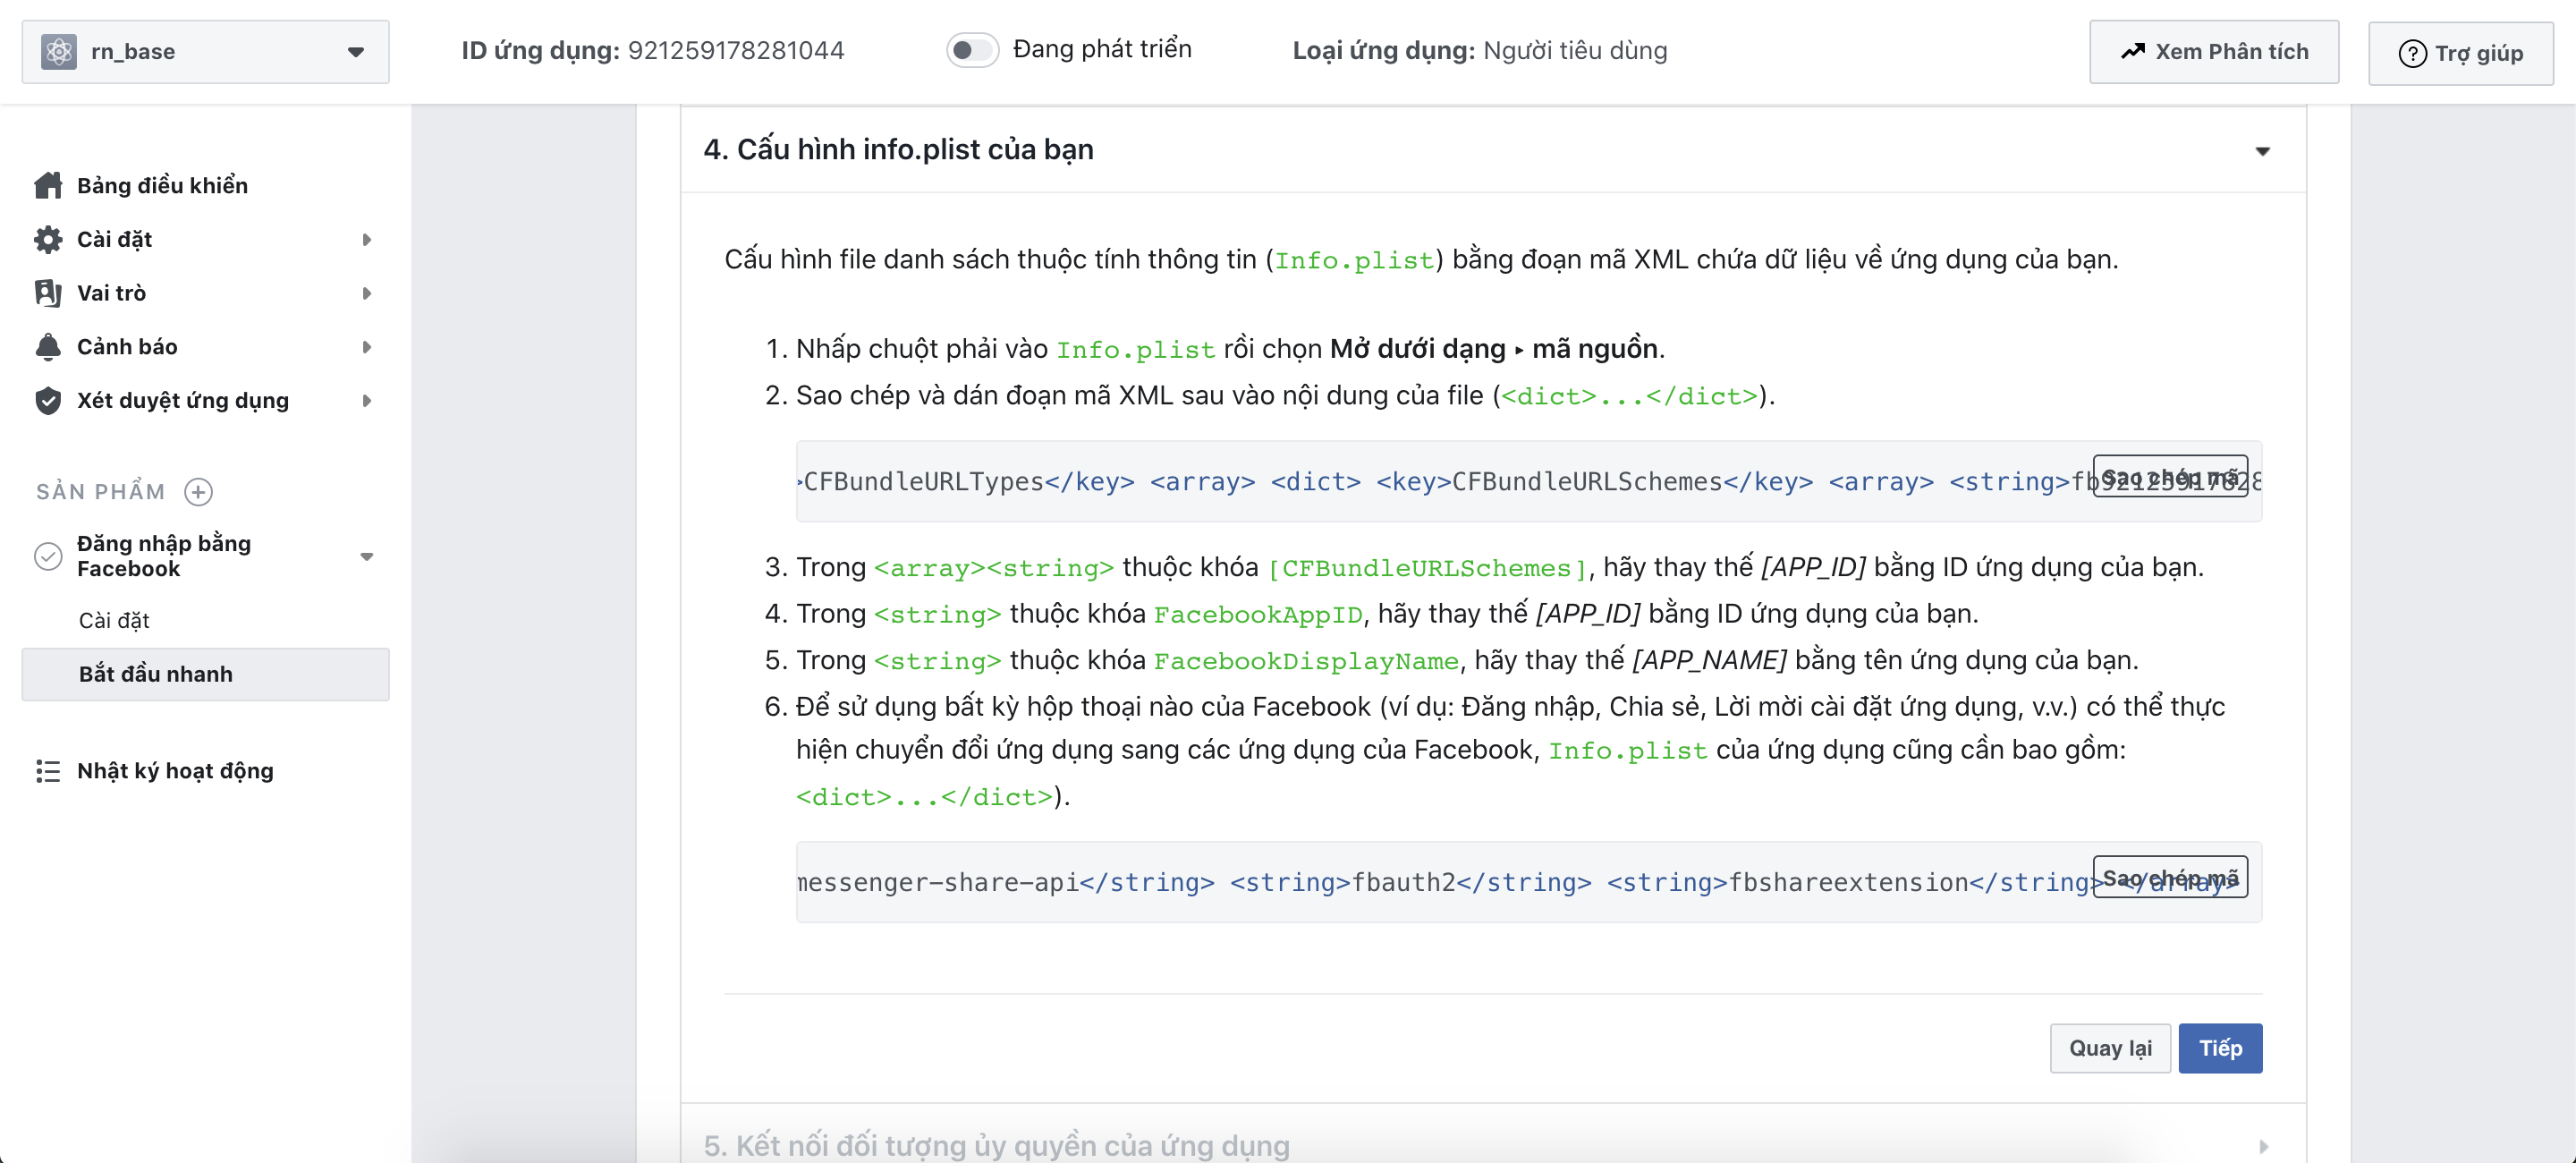 rn_base
ID ứng dụng: 921259178281044
Đang phát triển
Loại ứng dụng: Người tiêu dùng
Xem Phân tích
Trợ giúp
Bảng điều khiển
Cài đặt
Vai trò
Cảnh báo
Xét duyệt ứng dụng
SẢN PHẨM
Đăng nhập bằng
Facebook
Cài đặt
Bắt đầu nhanh
Nhật ký hoạt động
4. Cấu hình info.plist của bạn
Cấu hình file danh sách thuộc tính thông tin (Info.plist) bằng đoạn mã XML chứa dữ liệu về ứng dụng của bạn.
1. Nhấp chuột phải vào Info.plist rồi chọn Mở dưới dạng ▸ mã nguồn.
2. Sao chép và dán đoạn mã XML sau vào nội dung của file (<dict>...</dict>).
>CFBundleURLTypes</key> <array> <dict> <key>CFBundleURLSchemes</key> <array> <string>fb92125917828
Sao chép mã
3. Trong <array><string> thuộc khóa [CFBundleURLSchemes], hãy thay thế [APP_ID] bằng ID ứng dụng của bạn.
4. Trong <string> thuộc khóa FacebookAppID, hãy thay thế [APP_ID] bằng ID ứng dụng của bạn.
5. Trong <string> thuộc khóa FacebookDisplayName, hãy thay thế [APP_NAME] bằng tên ứng dụng của bạn.
6. Để sử dụng bất kỳ hộp thoại nào của Facebook (ví dụ: Đăng nhập, Chia sẻ, Lời mời cài đặt ứng dụng, v.v.) có thể thực
hiện chuyển đổi ứng dụng sang các ứng dụng của Facebook, Info.plist của ứng dụng cũng cần bao gồm:
<dict>...</dict>).
messenger-share-api</string> <string>fbauth2</string> <string>fbshareextension</string> </array>
Sao chép mã
Quay lại
Tiếp
5. Kết nối đối tượng ủy quyền của ứng dụng